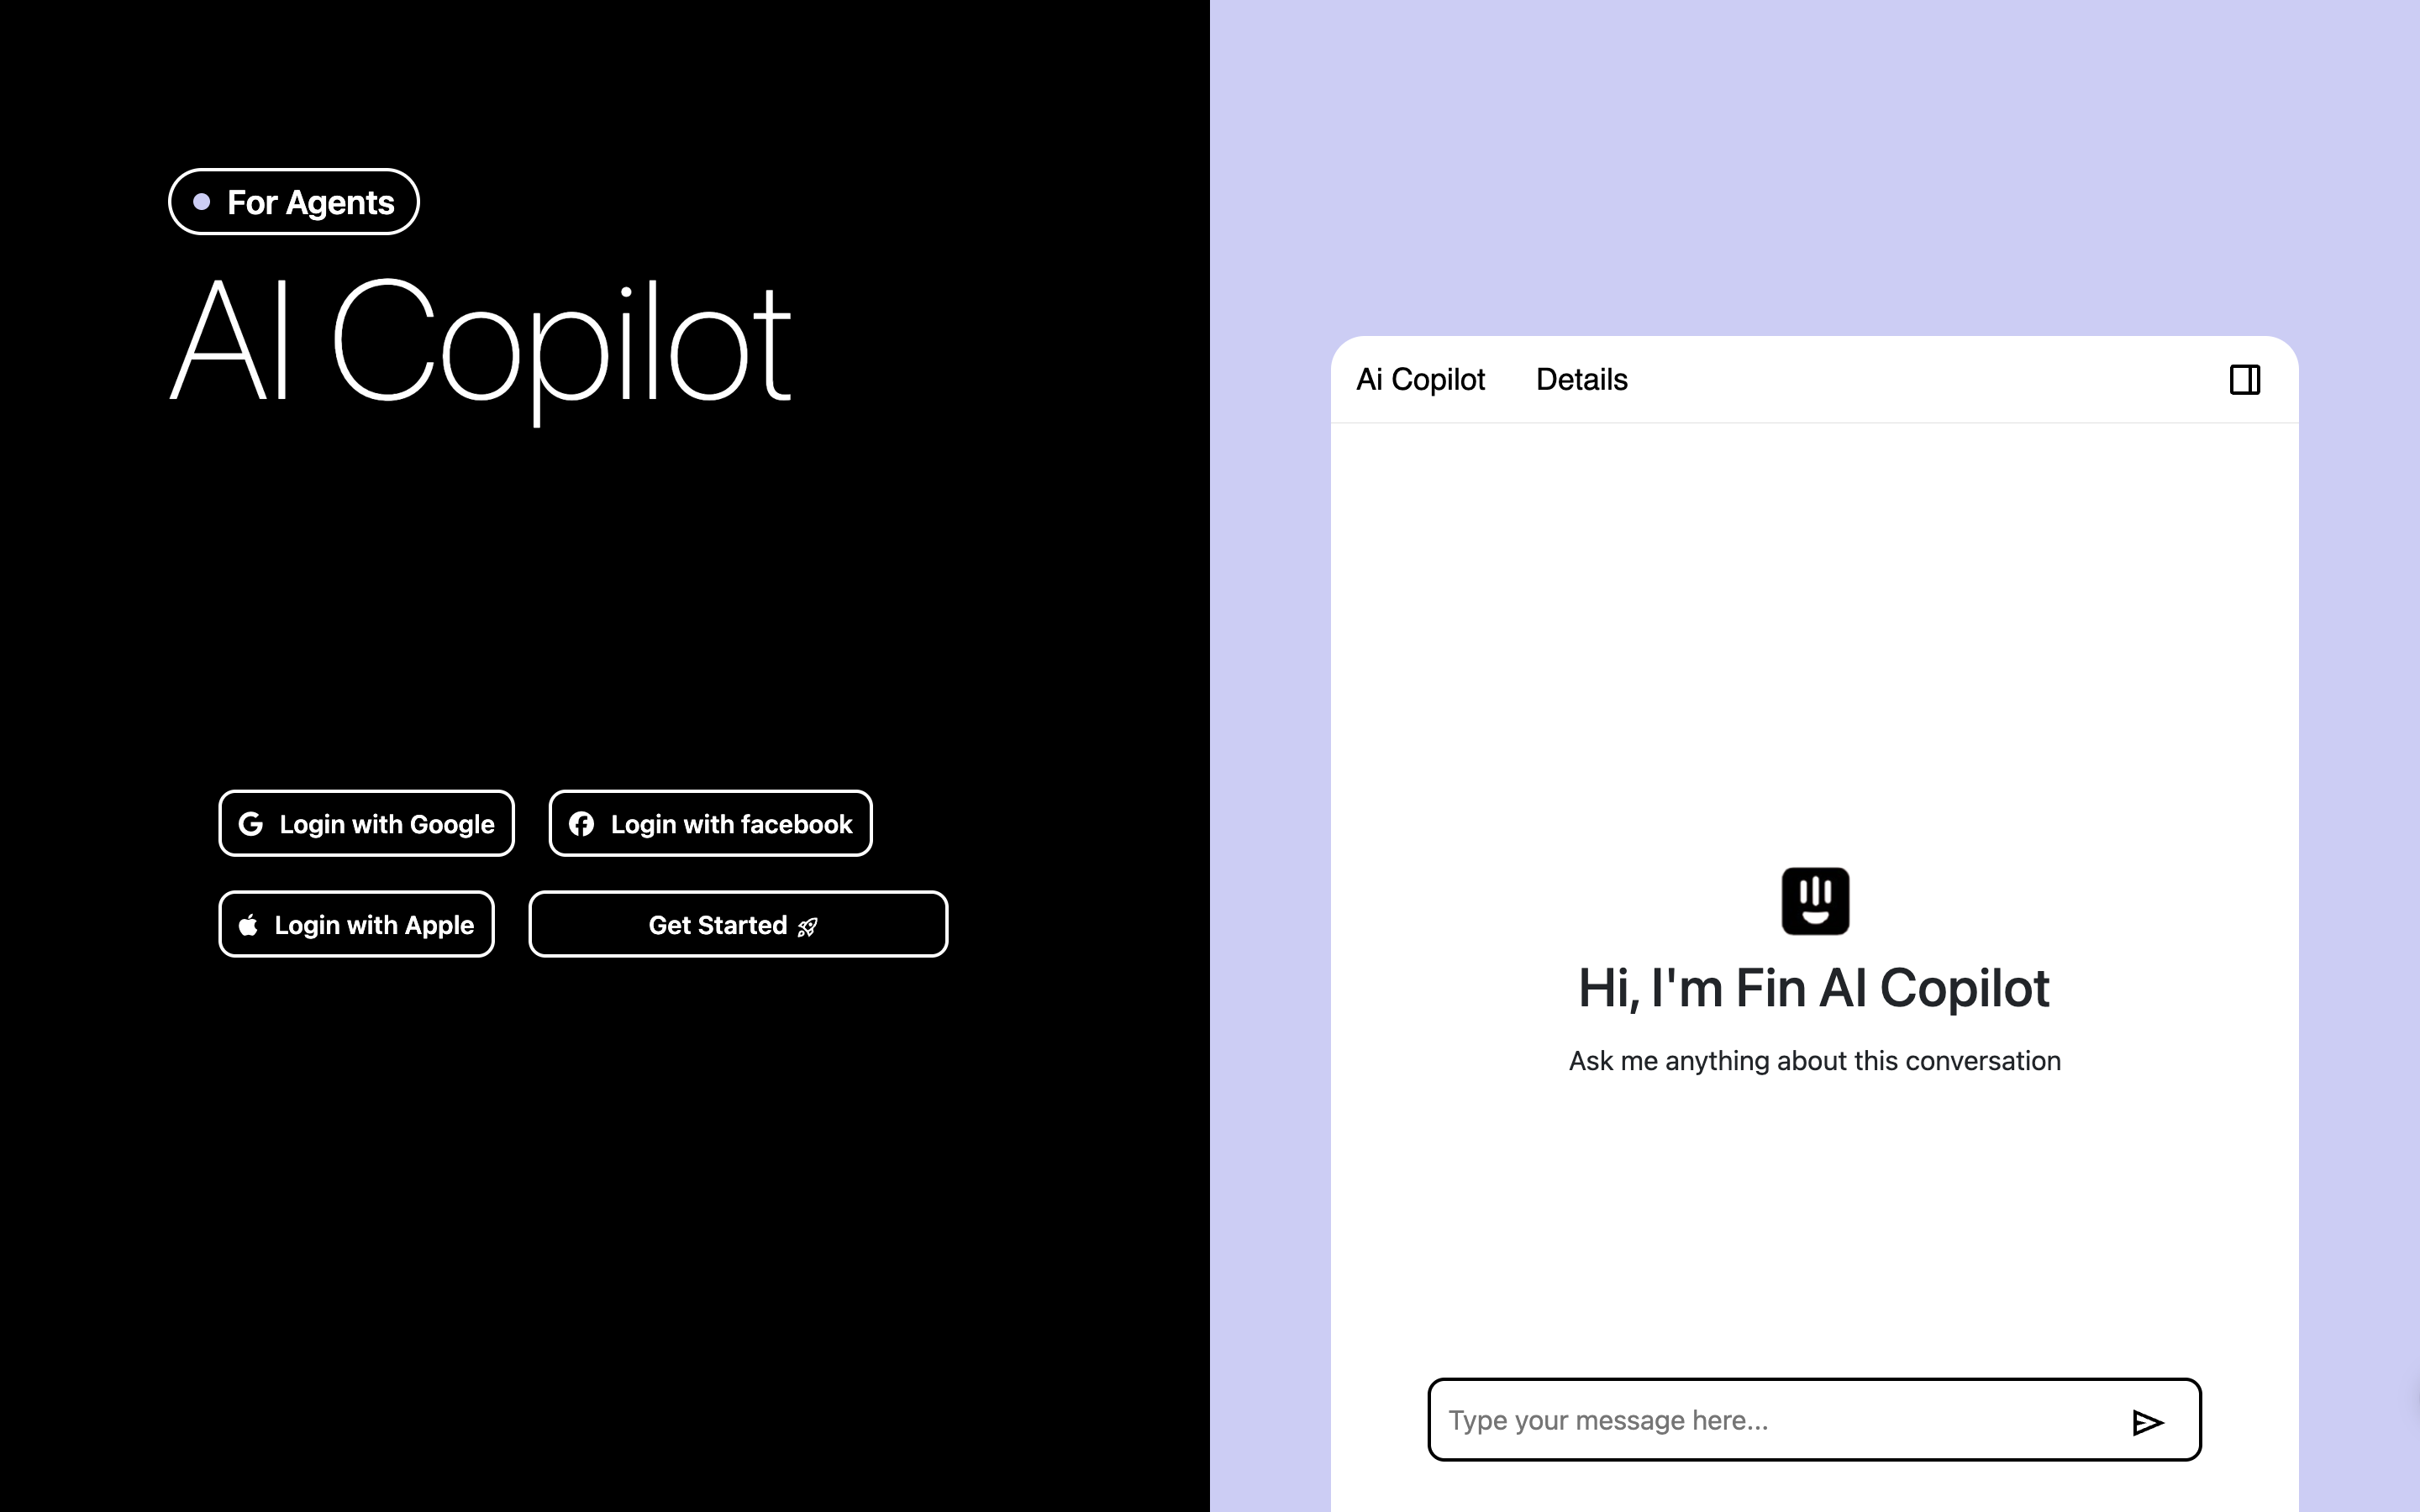 For Agents
AI Copilot
Login with Google
Login with facebook
Login with Apple
Get Started
Ai Copilot
Details
Hi, I'm Fin AI Copilot
Ask me anything about this conversation
Type your message here...